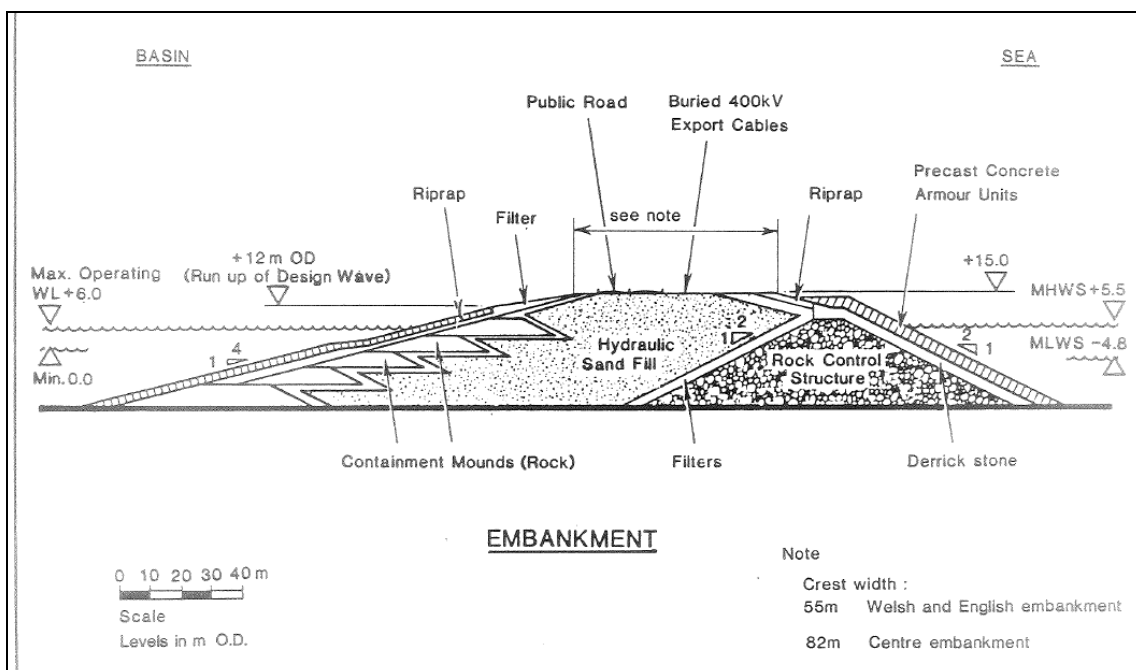 BASIN
SEA
Public Road
Buried 400kV
Export Cables
Precast Concrete
Armour Units
Riprap
Riprap
Filter
see note
+12 m OD
(Run up of Design Wave)
+15.0
Max. Operating
WL +6.0
MHWS +5.5
1 4
2
1
2
1
MLWS -4.8
Min. 0.0
Hydraulic
Sand Fill
Rock Control
Structure
Containment Mounds (Rock)
Filters
Derrick stone
EMBANKMENT
Note
0 10 20 30 40 m
Scale
Levels in m O.D.
Crest width :
55m Welsh and English embankment
82m Centre embankment